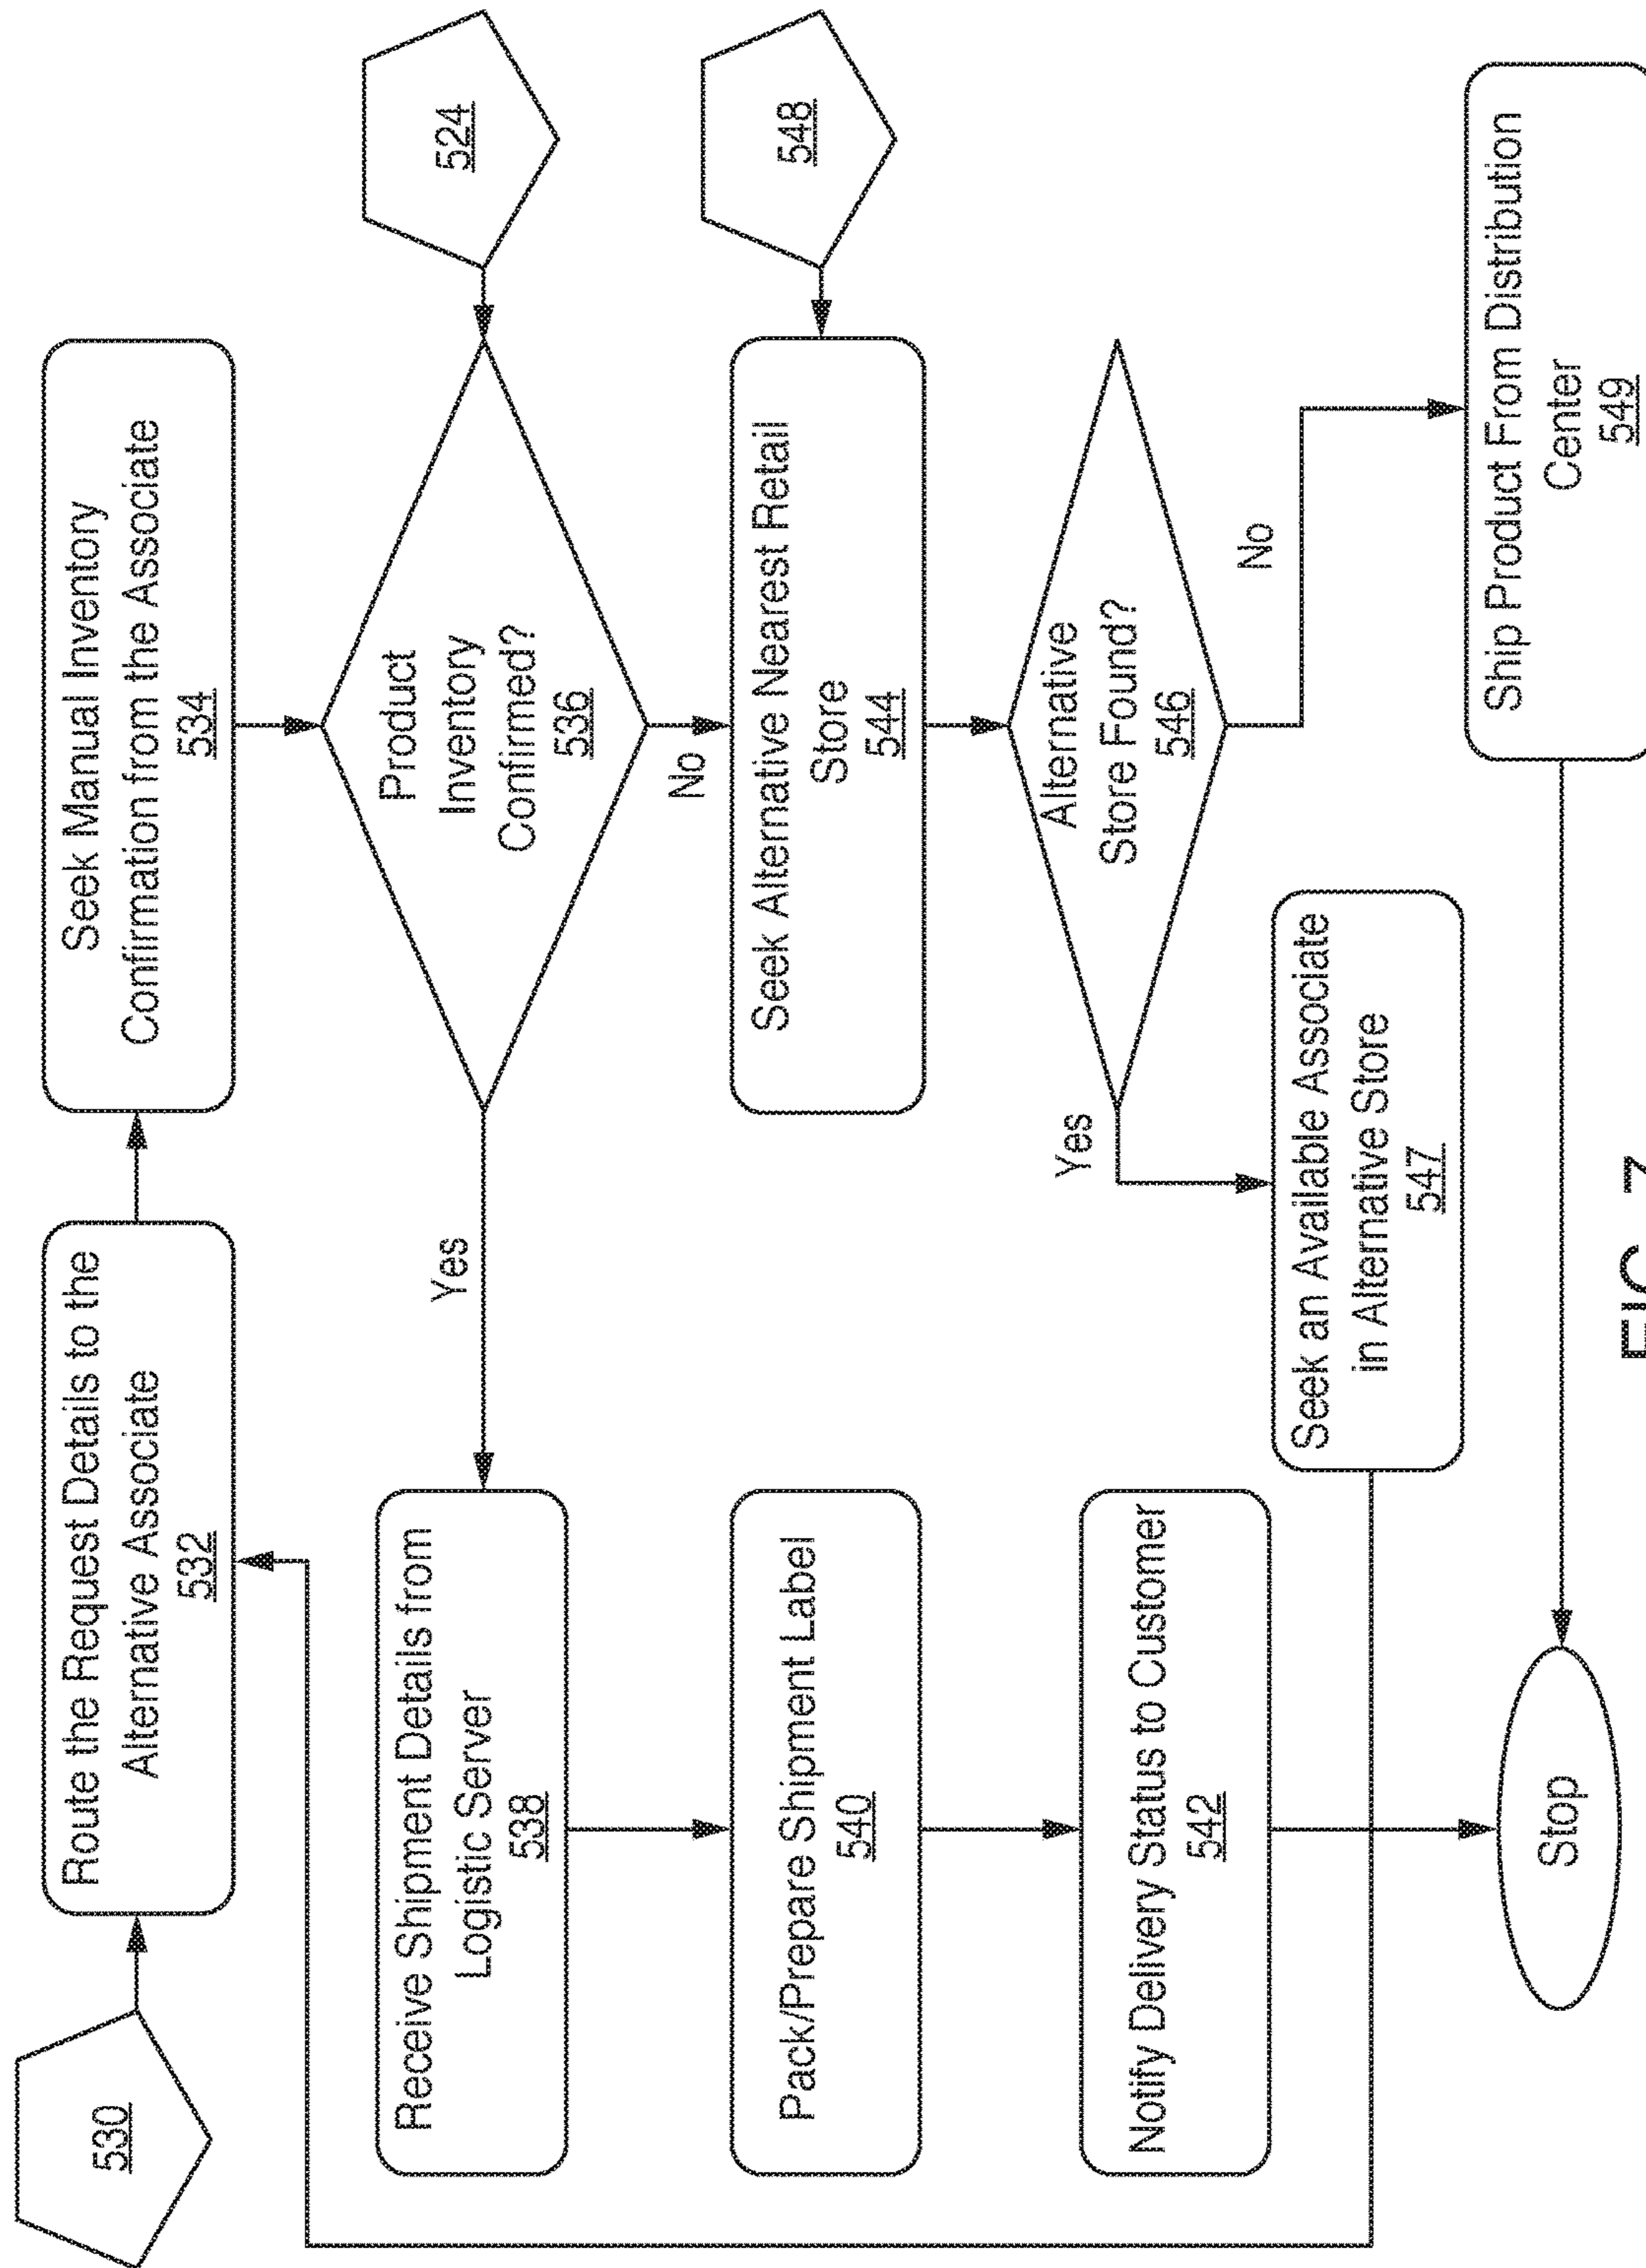 530
Route the Request Details to the
Alternative Associate
532
Seek Manual Inventory
Confirmation from the Associate
534
524
Product
Inventory
Confirmed?
536
Yes
No
Receive Shipment Details from
Logistic Server
538
548
Seek Alternative Nearest Retail
Store
544
Pack/Prepare Shipment Label
540
Alternative
Store Found?
546
Yes
No
Notify Delivery Status to Customer
542
Seek an Available Associate
in Alternative Store
547
Ship Product From Distribution
Center
549
Stop
FIG. 7